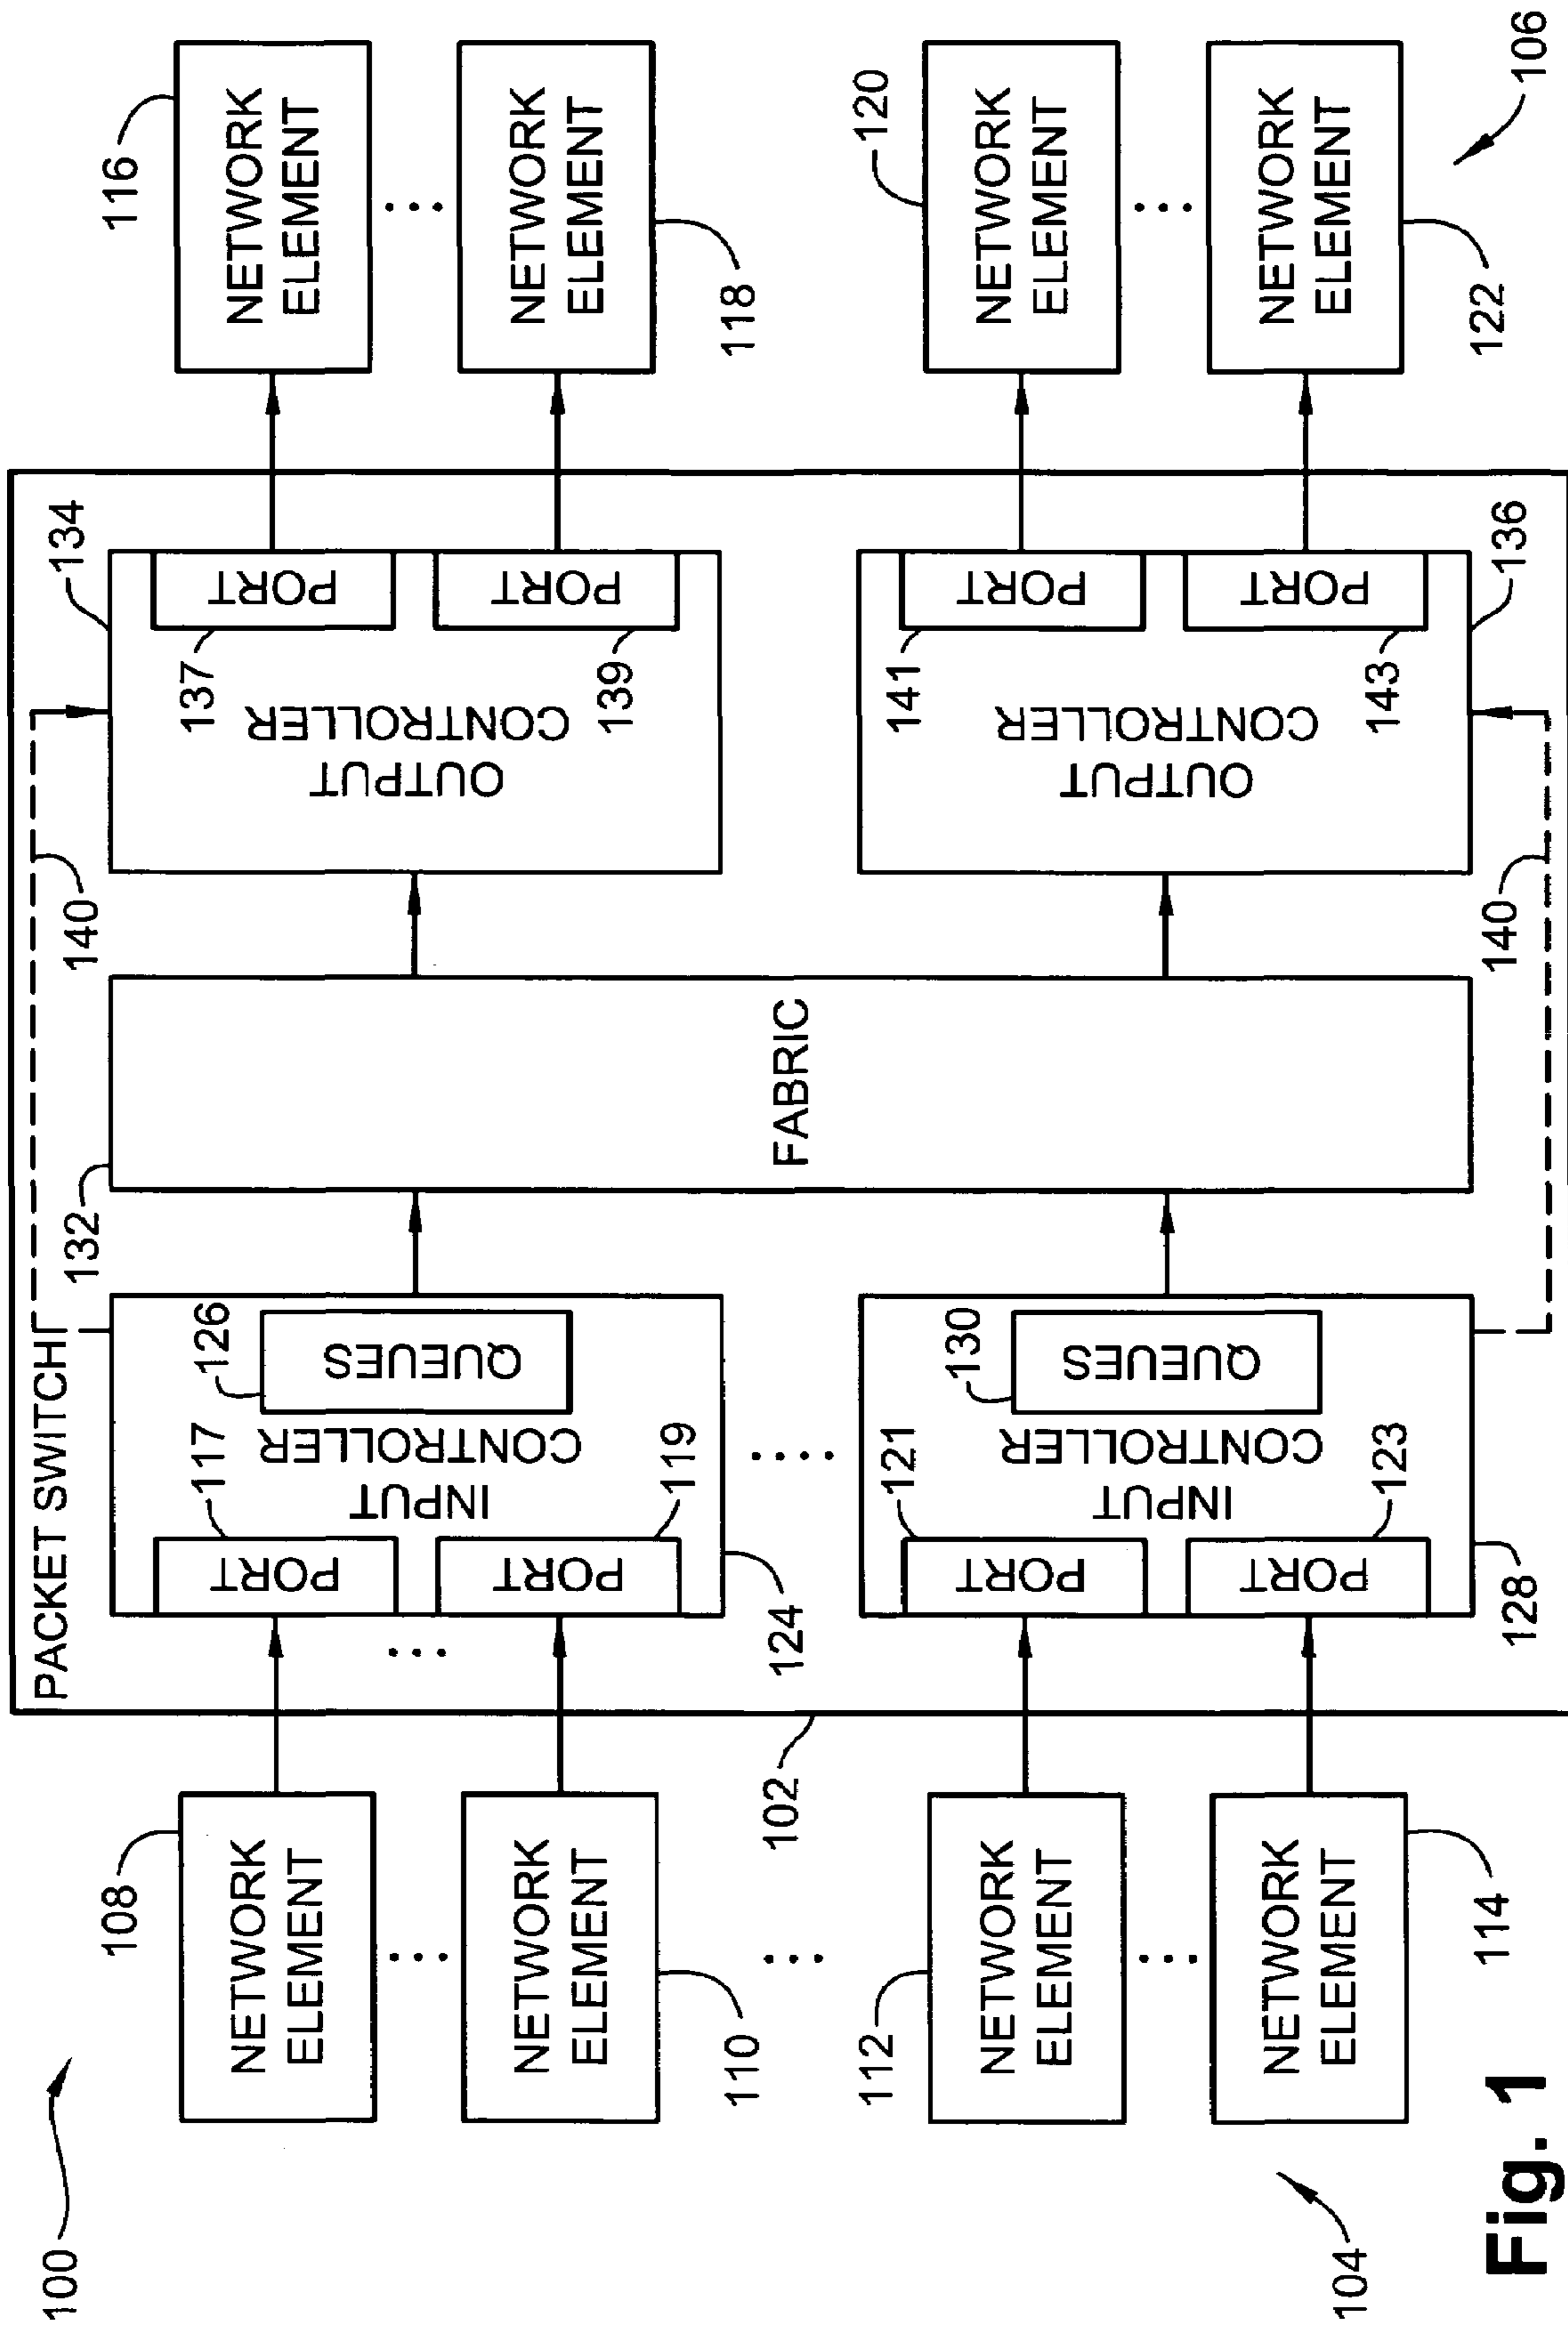 100
108
NETWORK
ELEMENT
...
NETWORK
ELEMENT
110
...
112
NETWORK
ELEMENT
...
NETWORK
ELEMENT
114
104
102
PACKET SWITCH
117
PORT
...
PORT
119
INPUT
CONTROLLER
126
QUEUES
124
....
121
PORT
PORT
123
INPUT
CONTROLLER
130
QUEUES
128
132
FABRIC
140
140
134
OUTPUT
CONTROLLER
137
PORT
139
PORT
136
OUTPUT
CONTROLLER
141
PORT
143
PORT
116
NETWORK
ELEMENT
...
NETWORK
ELEMENT
118
120
NETWORK
ELEMENT
...
NETWORK
ELEMENT
122
106
Fig. 1